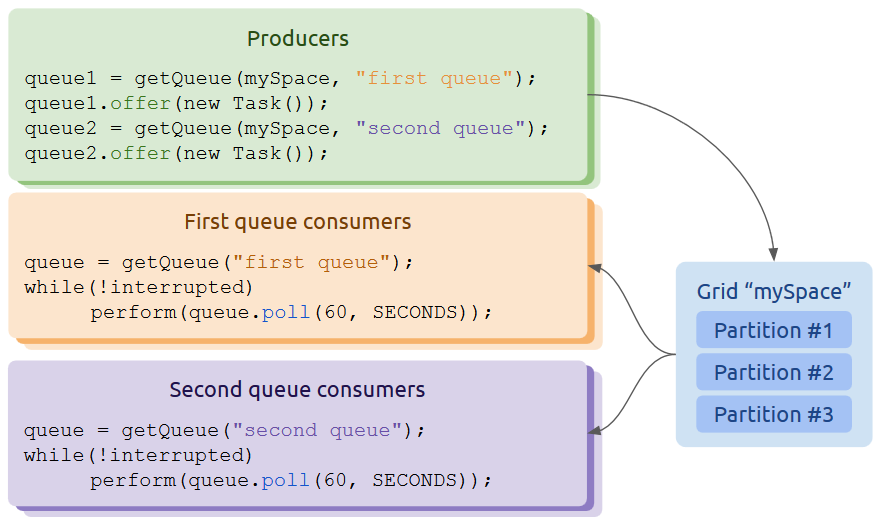 Producers
queue1 = getQueue(mySpace, "first queue");
queue1.offer(new Task());
queue2 = getQueue(mySpace, "second queue");
queue2.offer(new Task());
First queue consumers
queue = getQueue("first queue");
while(!interrupted)
perform(queue.poll(60, SECONDS));
Second queue consumers
queue = getQueue("second queue");
while(!interrupted)
perform(queue.poll(60, SECONDS));
Grid “mySpace”
Partition #1
Partition #2
Partition #3